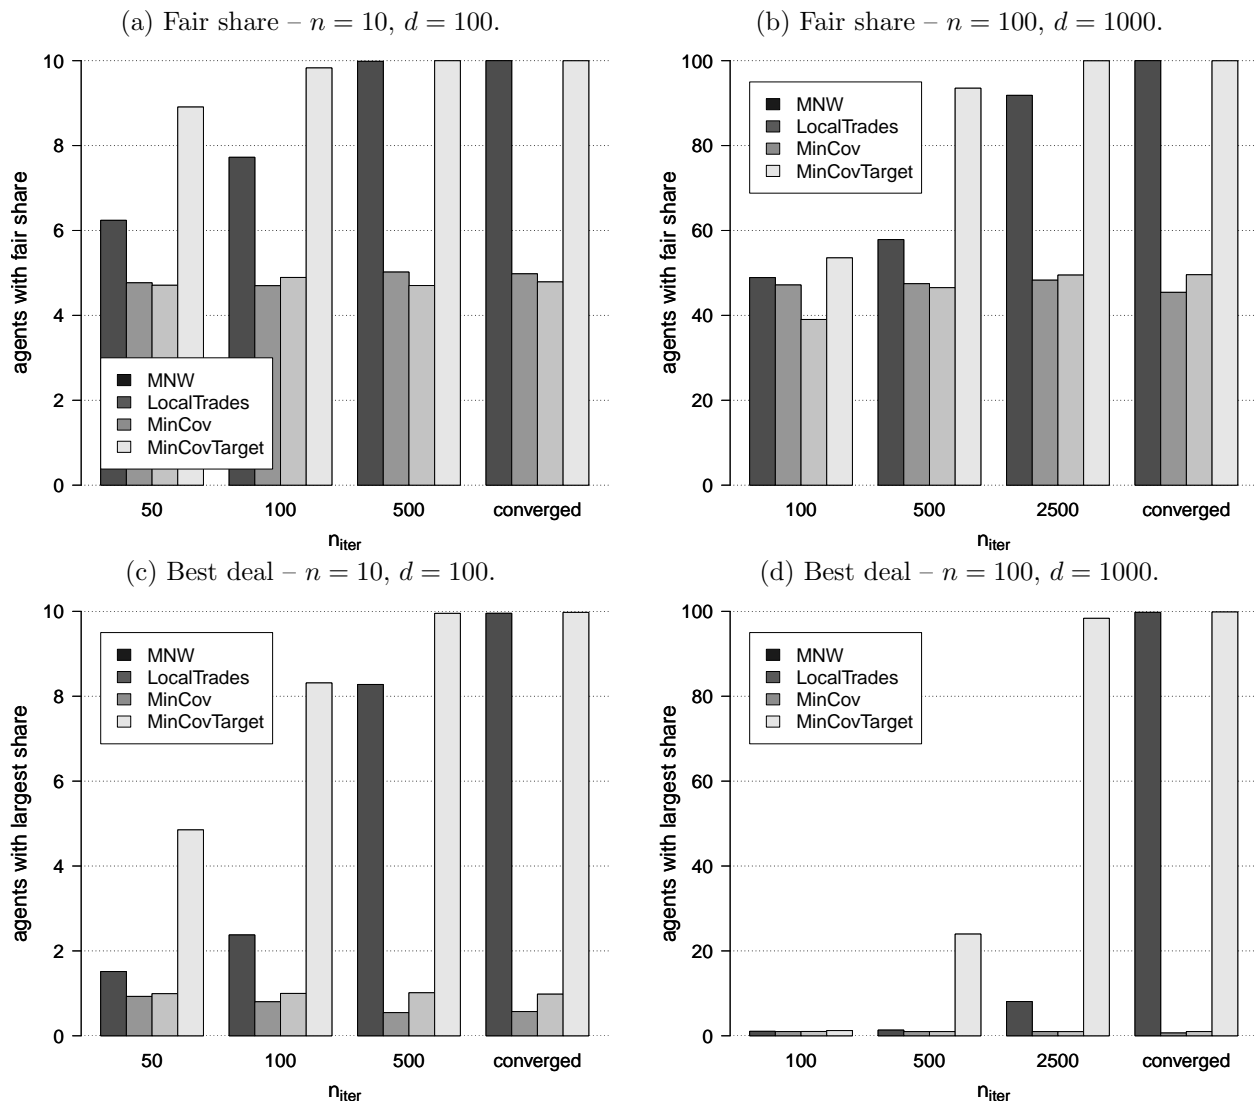 (a) Fair share – n = 10, d = 100.
agents with fair share
10
8
6
4
2
0
MNW
LocalTrades
MinCov
MinCovTarget
50 100 500 converged
n_iter
(b) Fair share – n = 100, d = 1000.
agents with fair share
100
80
60
40
20
0
MNW
LocalTrades
MinCov
MinCovTarget
100 500 2500 converged
n_iter
(c) Best deal – n = 10, d = 100.
agents with largest share
10
8
6
4
2
0
MNW
LocalTrades
MinCov
MinCovTarget
50 100 500 converged
n_iter
(d) Best deal – n = 100, d = 1000.
agents with largest share
100
80
60
40
20
0
MNW
LocalTrades
MinCov
MinCovTarget
100 500 2500 converged
n_iter